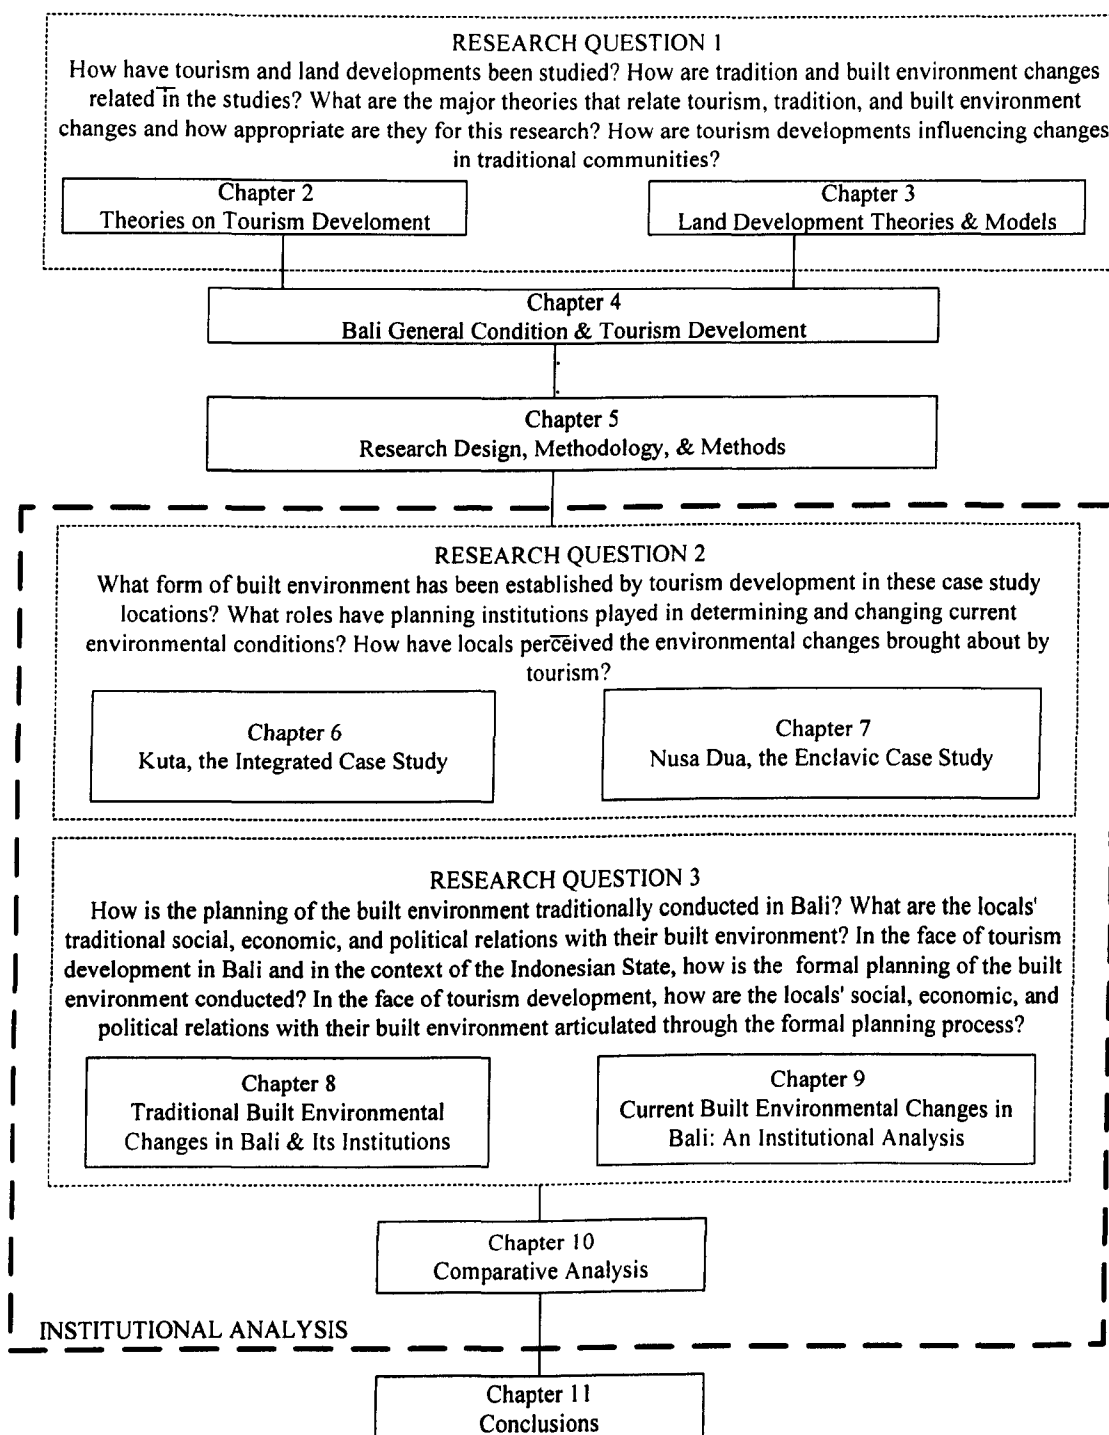 RESEARCH QUESTION 1
How have tourism and land developments been studied? How are tradition and built environment changes
related in the studies? What are the major theories that relate tourism, tradition, and built environment
changes and how appropriate are they for this research? How are tourism developments influencing changes
in traditional communities?
Chapter 2
Theories on Tourism Develoment
Chapter 3
Land Development Theories & Models
Chapter 4
Bali General Condition & Tourism Develoment
Chapter 5
Research Design, Methodology, & Methods
RESEARCH QUESTION 2
What form of built environment has been established by tourism development in these case study
locations? What roles have planning institutions played in determining and changing current
environmental conditions? How have locals perceived the environmental changes brought about by
tourism?
Chapter 6
Kuta, the Integrated Case Study
Chapter 7
Nusa Dua, the Enclavic Case Study
RESEARCH QUESTION 3
How is the planning of the built environment traditionally conducted in Bali? What are the locals'
traditional social, economic, and political relations with their built environment? In the face of tourism
development in Bali and in the context of the Indonesian State, how is the formal planning of the built
environment conducted? In the face of tourism development, how are the locals' social, economic, and
political relations with their built environment articulated through the formal planning process?
Chapter 8
Traditional Built Environmental
Changes in Bali & Its Institutions
Chapter 9
Current Built Environmental Changes in
Bali: An Institutional Analysis
Chapter 10
Comparative Analysis
INSTITUTIONAL ANALYSIS
Chapter 11
Conclusions